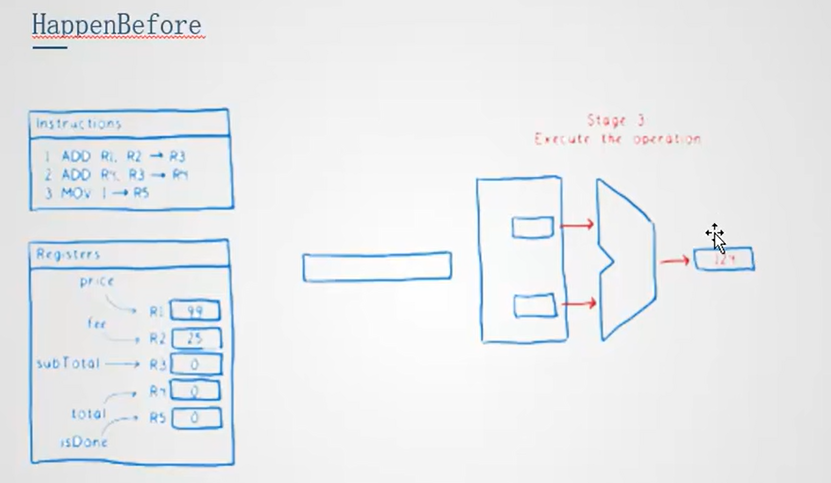 HappenBefore
Instructions
1 ADD R1, R2 → R3
2 ADD R4, R3 → R4
3 MOV 1 → R5
Stage 3
Execute the operation
124
Registers
price
R1 99
fee
R2 25
subTotal → R3 0
R4 0
total
R5 0
isDone